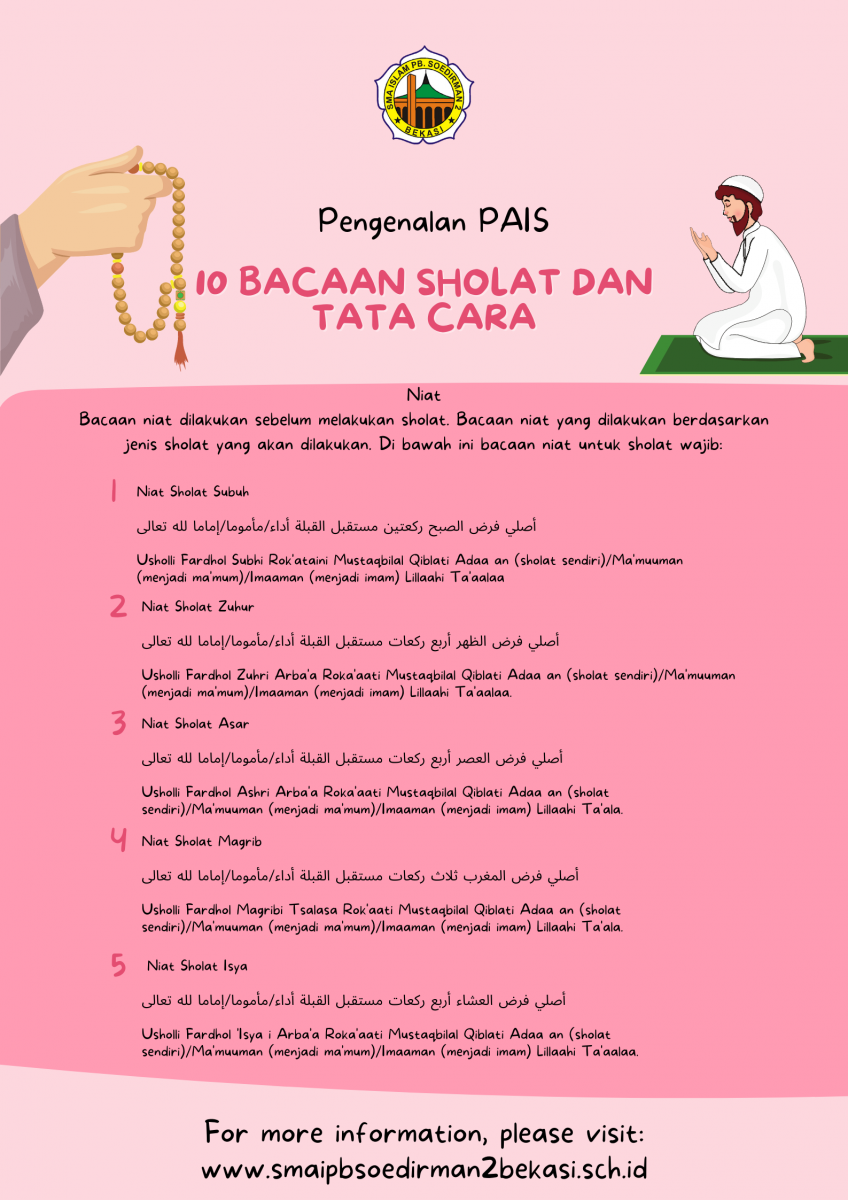 SMA ISLAM PB. SOEDIRMAN 2
BEKASI
Pengenalan PAIS
10 BACAAN SHOLAT DAN
TATA CARA
Niat
Bacaan niat dilakukan sebelum melakukan sholat. Bacaan niat yang dilakukan berdasarkan
jenis sholat yang akan dilakukan. Di bawah ini bacaan niat untuk sholat wajib:
1 Niat Sholat Subuh
أصلي فرض الصبح ركعتين مستقبل القبلة أداء/مأموما/إماما لله تعالى
Usholli Fardhol Subhi Rok'ataini Mustaqbilal Qiblati Adaa an (sholat sendiri)/Ma'muuman
(menjadi ma'mum)/Imaaman (menjadi imam) Lillaahi Ta'aalaa
2 Niat Sholat Zuhur
أصلي فرض الظهر أربع ركعات مستقبل القبلة أداء/مأموما/إماما لله تعالى
Usholli Fardhol Zuhri Arba'a Roka'aati Mustaqbilal Qiblati Adaa an (sholat sendiri)/Ma'muuman
(menjadi ma'mum)/Imaaman (menjadi imam) Lillaahi Ta'aalaa.
3 Niat Sholat Asar
أصلي فرض العصر أربع ركعات مستقبل القبلة أداء/مأموما/إماما لله تعالى
Usholli Fardhol Ashri Arba'a Roka'aati Mustaqbilal Qiblati Adaa an (sholat
sendiri)/Ma'muuman (menjadi ma'mum)/Imaaman (menjadi imam) Lillaahi Ta'ala.
4 Niat Sholat Magrib
أصلي فرض المغرب ثلاث ركعات مستقبل القبلة أداء/مأموما/إماما لله تعالى
Usholli Fardhol Magribi Tsalasa Rok'aati Mustaqbilal Qiblati Adaa an (sholat
sendiri)/Ma'muuman (menjadi ma'mum)/Imaaman (menjadi imam) Lillaahi Ta'ala.
5 Niat Sholat Isya
أصلي فرض العشاء أربع ركعات مستقبل القبلة أداء/مأموما/إماما لله تعالى
Usholli Fardhol 'Isya i Arba'a Roka'aati Mustaqbilal Qiblati Adaa an (sholat
sendiri)/Ma'muuman (menjadi ma'mum)/Imaaman (menjadi imam) Lillaahi Ta'aalaa.
For more information, please visit:
www.smaipbsoedirman2bekasi.sch.id